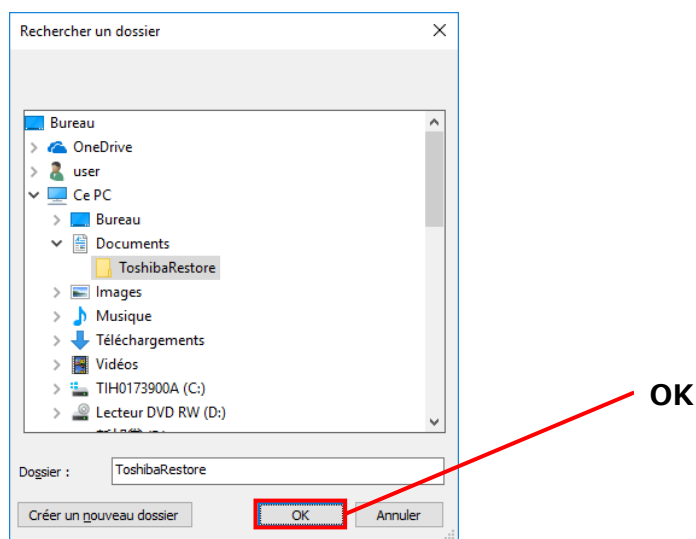 Rechercher un dossier
Bureau
OneDrive
user
Ce PC
Bureau
Documents
ToshibaRestore
Images
Musique
Téléchargements
Vidéos
TIH0173900A (C:)
Lecteur DVD RW (D:)
OK
Dossier :
ToshibaRestore
Créer un nouveau dossier
OK
Annuler